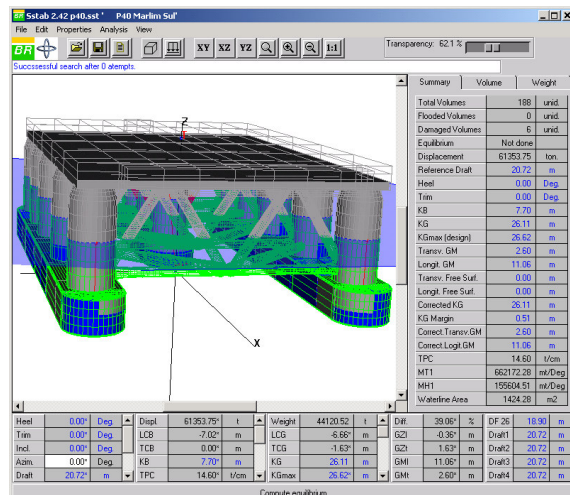 Sstab 2.42 p40.sst * P40 Marlim Sul'
File Edit Properties Analysis View
BR XY XZ YZ 1:1 Transparency: 62.1 %
Succssesful search after 0 atempts.
Summary Volume Weight
Total Volumes 188 unid.
Flooded Volumes 0 unid.
Damaged Volumes 6 unid.
Equilibrium Not done
Displacement 61353.75 ton.
Reference Draft 20.72 m
Heel 0.00 Deg.
Trim 0.00 Deg.
KB 7.70 m
KG 26.11 m
KGmax (design) 26.62 m
Transv. GM 2.60 m
Longit. GM 11.06 m
Transv. Free Surf. 0.00 m
Longit. Free Surf. 0.00 m
Corrected KG 26.11 m
KG Margin 0.51 m
Correct.Transv.GM 2.60 m
Correct.Logit.GM 11.06 m
TPC 14.60 t/cm
MT1 662172.28 mt/Deg
MH1 155604.51 mt/Deg
Waterline Area 1424.28 m2
Z
X
Heel 0.00* Deg. Displ. 61353.75* t Weight 44120.52 t Diff. 39.06* % DF 26 18.90 m
Trim 0.00* Deg. LCB -7.02* m LCG -6.66* m GZl -0.36* m Draft1 20.72 m
Incl. 0.00* Deg. TCB 0.00* m TCG -1.63* m GZt 1.63* m Draft2 20.72 m
Azim. 0.00* Deg. KB 7.70* m KG 26.11 m GMl 11.06* m Draft3 20.72 m
Draft 20.72* m TPC 14.60* t/cm KGmax 26.62* m GMt 2.60* m Draft4 20.72 m
Compute equilibrium